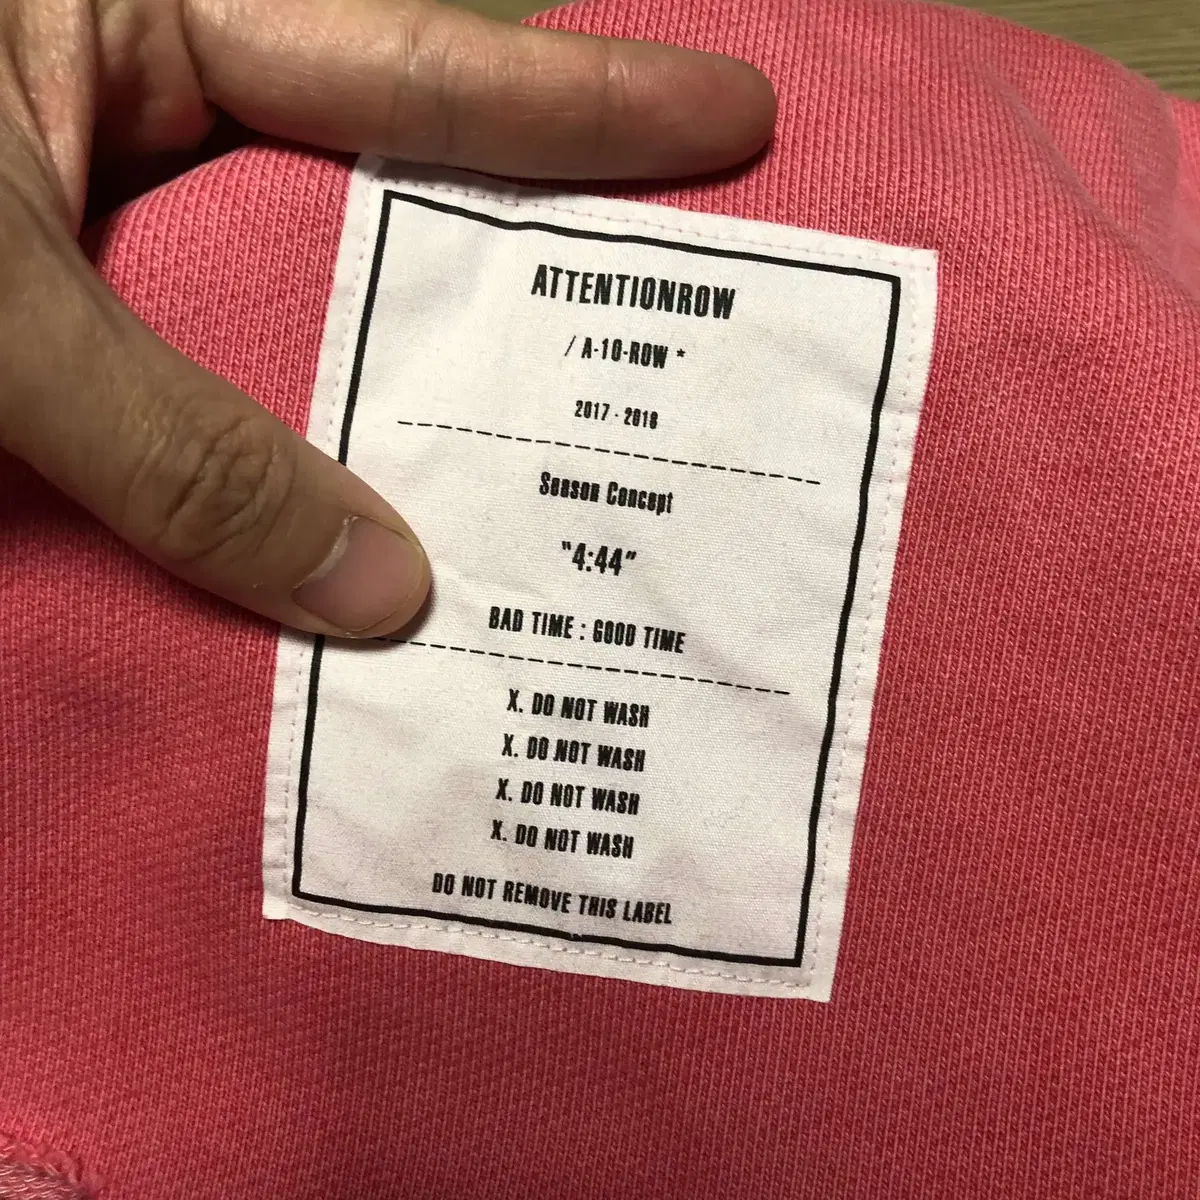 ATTENTIONROW
/ A-10-ROW *
2017 - 2018
Season Concept
"4:44"
BAD TIME : GOOD TIME
X. DO NOT WASH
X. DO NOT WASH
X. DO NOT WASH
X. DO NOT WASH
DO NOT REMOVE THIS LABEL